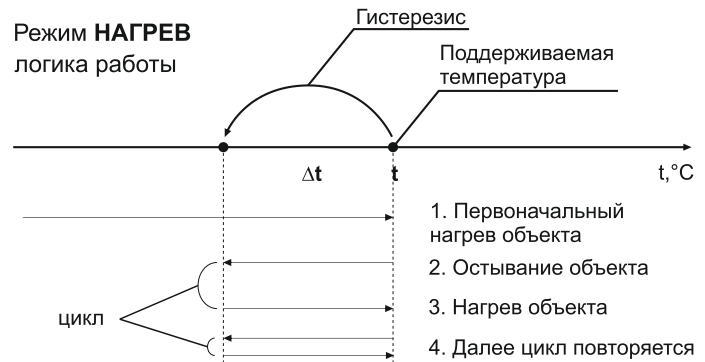 Режим НАГРЕВ
логика работы
Гистерезис
Поддерживаемая
температура
Δt
t
t,°C
1. Первоначальный
нагрев объекта
2. Остывание объекта
3. Нагрев объекта
цикл
4. Далее цикл повторяется